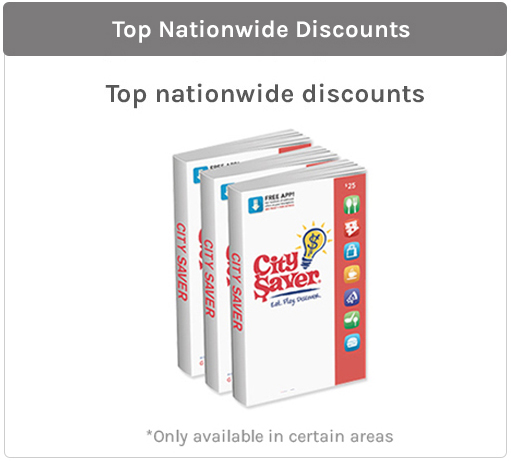 Top Nationwide Discounts
Top nationwide discounts
FREE APP!
$25
City
Saver®
Eat. Play. Discover.
CITY SAVER
CITY SAVER
CITY SAVER
*Only available in certain areas